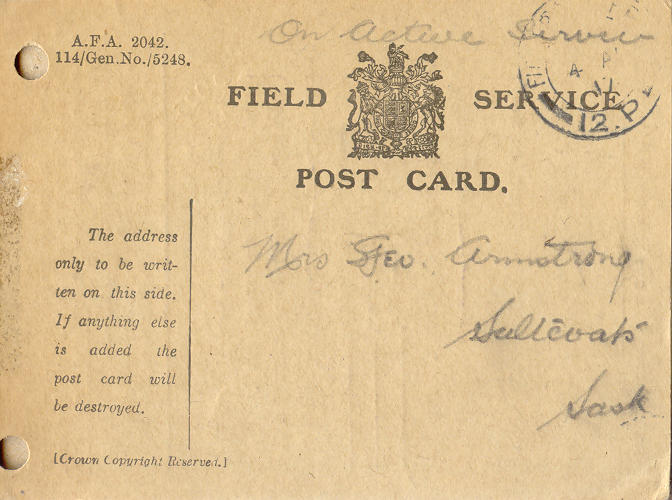 A.F.A. 2042.
114/Gen.No./5248.
On Active Service
FIELD SERVICE
POST CARD.
12.P
The address
only to be writ-
ten on this side.
If anything else
is added the
post card will
be destroyed.
Mrs Geo. Armstrong
Sask
[Crown Copyright Reserved.]